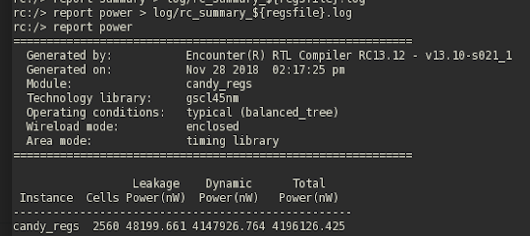 rc:/> report summary > log/rc_summary_${regsfile}.log
rc:/> report power > log/rc_summary_${regsfile}.log
rc:/> report power
============================================================
Generated by: Encounter(R) RTL Compiler RC13.12 - v13.10-s021_1
Generated on: Nov 28 2018 02:17:25 pm
Module: candy_regs
Technology library: gscl45nm
Operating conditions: typical (balanced_tree)
Wireload mode: enclosed
Area mode: timing library
============================================================
Leakage Dynamic Total
Instance Cells Power(nW) Power(nW) Power(nW)
---------------------------------------------------
candy_regs 2560 48199.661 4147926.764 4196126.425